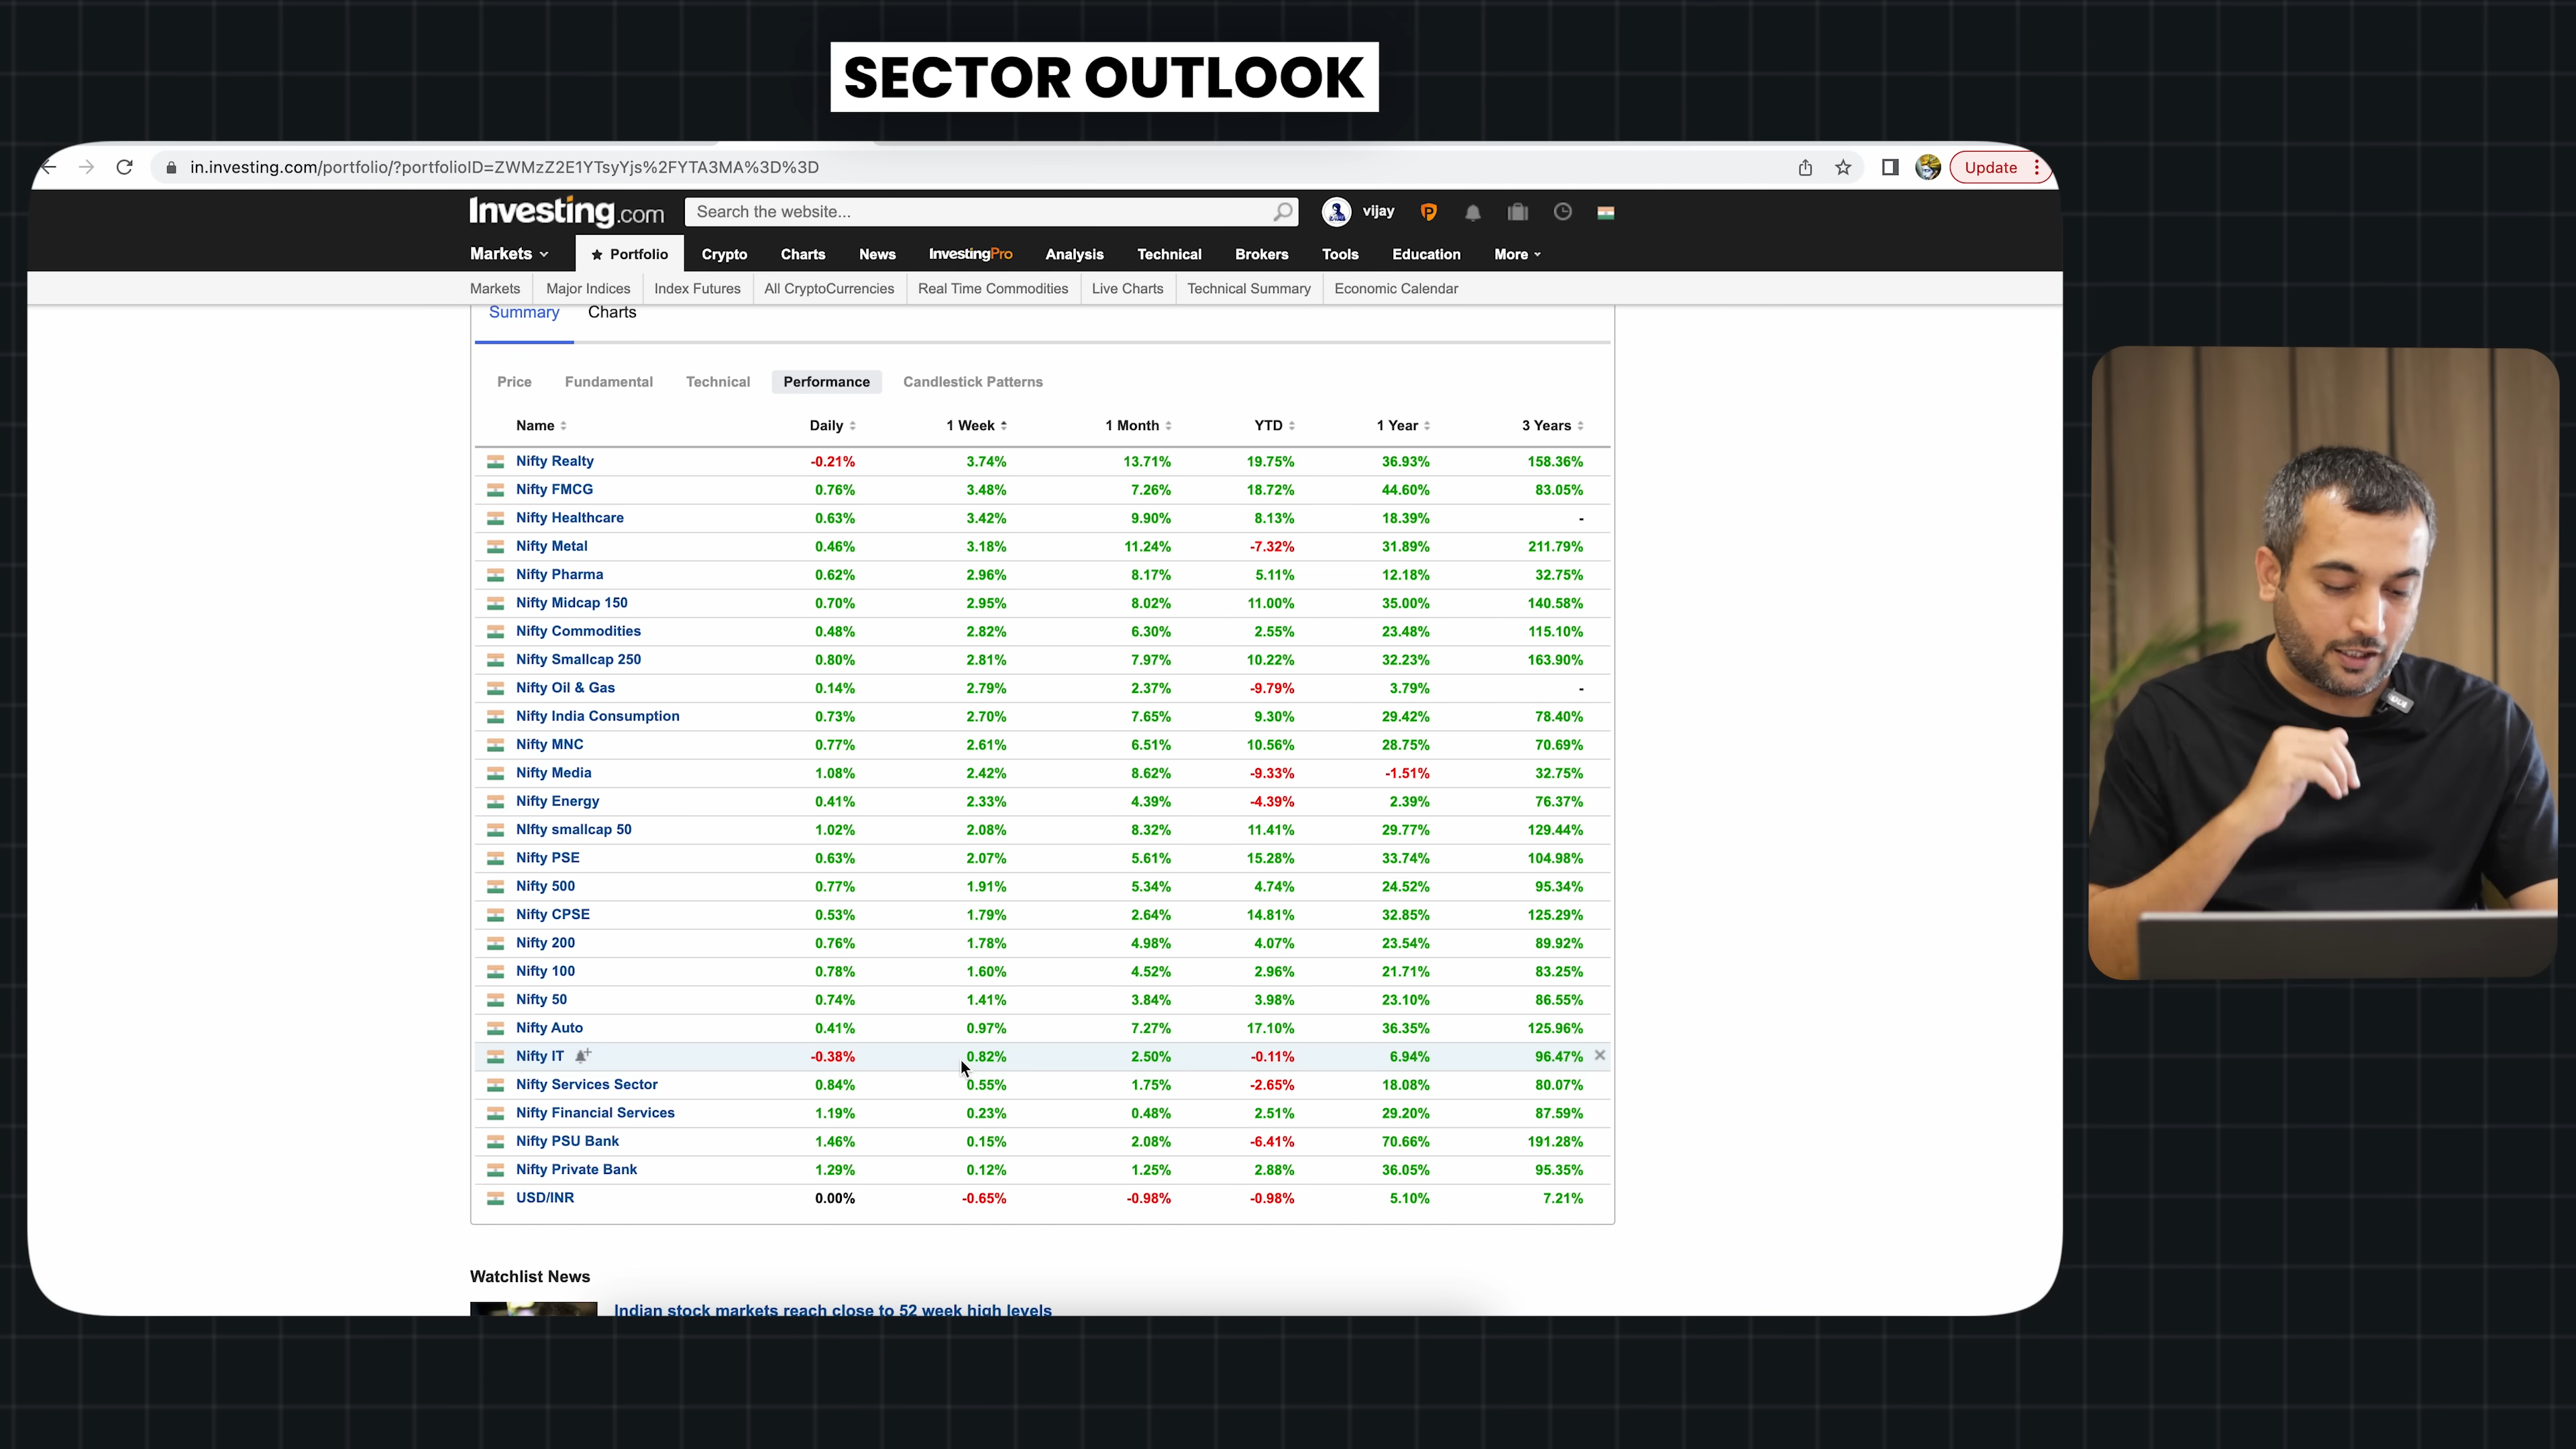 SECTOR OUTLOOK
in.investing.com/portfolio/?portfolioID=ZWMzZ2E1YTsyYjs%2FYTA3MA%3D%3D
Update
Investing.com
Search the website...
vijay
Markets Portfolio Crypto Charts News InvestingPro Analysis Technical Brokers Tools Education More
Markets Major Indices Index Futures All CryptoCurrencies Real Time Commodities Live Charts Technical Summary Economic Calendar
Summary Charts
Price Fundamental Technical Performance Candlestick Patterns
Name Daily 1 Week 1 Month YTD 1 Year 3 Years
Nifty Realty -0.21% 3.74% 13.71% 19.75% 36.93% 158.36%
Nifty FMCG 0.76% 3.48% 7.26% 18.72% 44.60% 83.05%
Nifty Healthcare 0.63% 3.42% 9.90% 8.13% 18.39% -
Nifty Metal 0.46% 3.18% 11.24% -7.32% 31.89% 211.79%
Nifty Pharma 0.62% 2.96% 8.17% 5.11% 12.18% 32.75%
Nifty Midcap 150 0.70% 2.95% 8.02% 11.00% 35.00% 140.58%
Nifty Commodities 0.48% 2.82% 6.30% 2.55% 23.48% 115.10%
Nifty Smallcap 250 0.80% 2.81% 7.97% 10.22% 32.23% 163.90%
Nifty Oil & Gas 0.14% 2.79% 2.37% -9.79% 3.79% -
Nifty India Consumption 0.73% 2.70% 7.65% 9.30% 29.42% 78.40%
Nifty MNC 0.77% 2.61% 6.51% 10.56% 28.75% 70.69%
Nifty Media 1.08% 2.42% 8.62% -9.33% -1.51% 32.75%
Nifty Energy 0.41% 2.33% 4.39% -4.39% 2.39% 76.37%
NIfty smallcap 50 1.02% 2.08% 8.32% 11.41% 29.77% 129.44%
Nifty PSE 0.63% 2.07% 5.61% 15.28% 33.74% 104.98%
Nifty 500 0.77% 1.91% 5.34% 4.74% 24.52% 95.34%
Nifty CPSE 0.53% 1.79% 2.64% 14.81% 32.85% 125.29%
Nifty 200 0.76% 1.78% 4.98% 4.07% 23.54% 89.92%
Nifty 100 0.78% 1.60% 4.52% 2.96% 21.71% 83.25%
Nifty 50 0.74% 1.41% 3.84% 3.98% 23.10% 86.55%
Nifty Auto 0.41% 0.97% 7.27% 17.10% 36.35% 125.96%
Nifty IT -0.38% 0.82% 2.50% -0.11% 6.94% 96.47%
Nifty Services Sector 0.84% 0.55% 1.75% -2.65% 18.08% 80.07%
Nifty Financial Services 1.19% 0.23% 0.48% 2.51% 29.20% 87.59%
Nifty PSU Bank 1.46% 0.15% 2.08% -6.41% 70.66% 191.28%
Nifty Private Bank 1.29% 0.12% 1.25% 2.88% 36.05% 95.35%
USD/INR 0.00% -0.65% -0.98% -0.98% 5.10% 7.21%
Watchlist News
Indian stock markets reach close to 52 week high levels